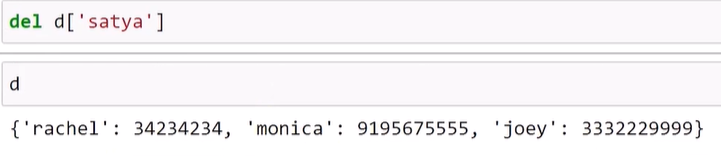 del d['satya']
d
{'rachel': 34234234, 'monica': 9195675555, 'joey': 3332229999}